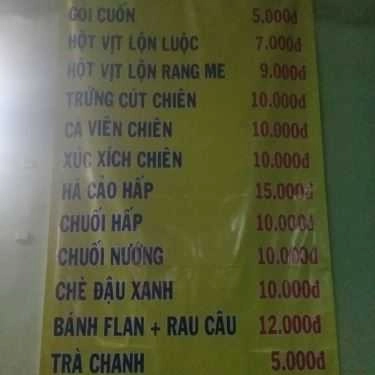 GỎI CUỐN 5.000đ
HỘT VỊT LỘN LUỘC 7.000đ
HỘT VỊT LỘN RANG ME 9.000đ
TRỨNG CÚT CHIÊN 10.000đ
CÁ VIÊN CHIÊN 10.000đ
XÚC XÍCH CHIÊN 10.000đ
HÁ CẢO HẤP 15.000đ
CHUỐI HẤP 10.000đ
CHUỐI NƯỚNG 10.000đ
CHÈ ĐẬU XANH 10.000đ
BÁNH FLAN + RAU CÂU 12.000đ
TRÀ CHANH 5.000đ